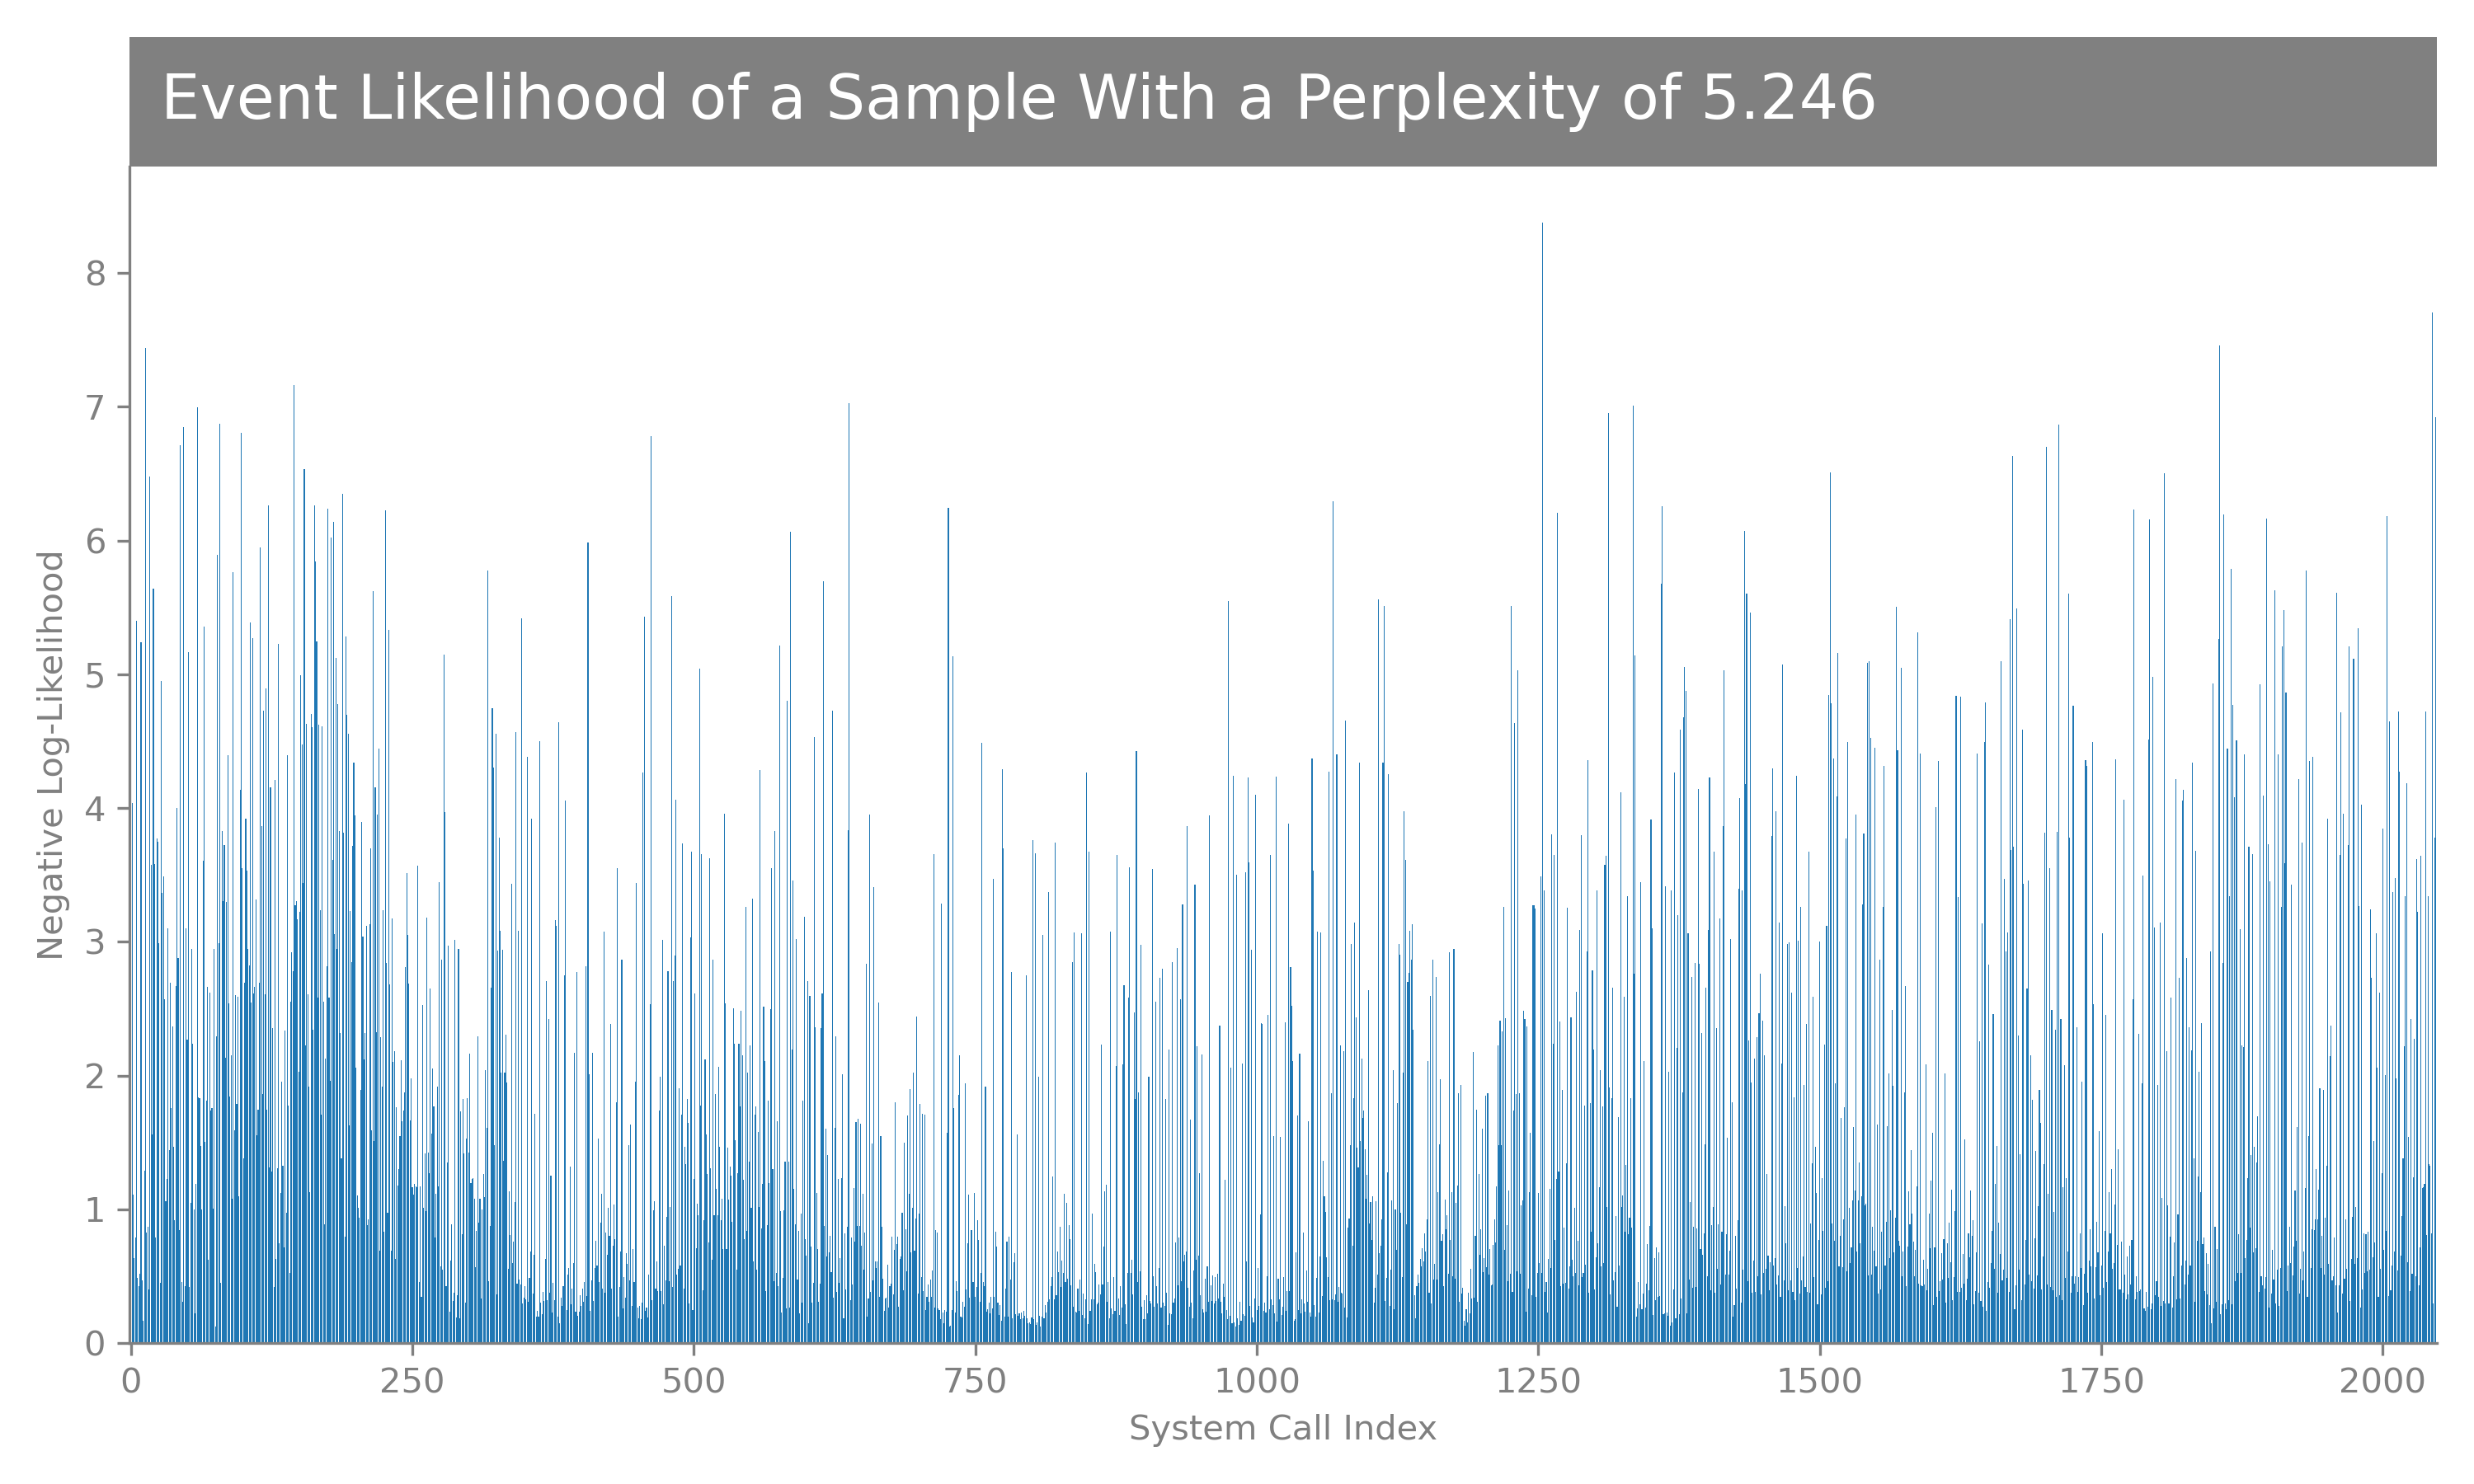 Event Likelihood of a Sample With a Perplexity of 5.246
8
7
6
5
4
3
2
1
0
Negative Log-Likelihood
0 250 500 750 1000 1250 1500 1750 2000
System Call Index